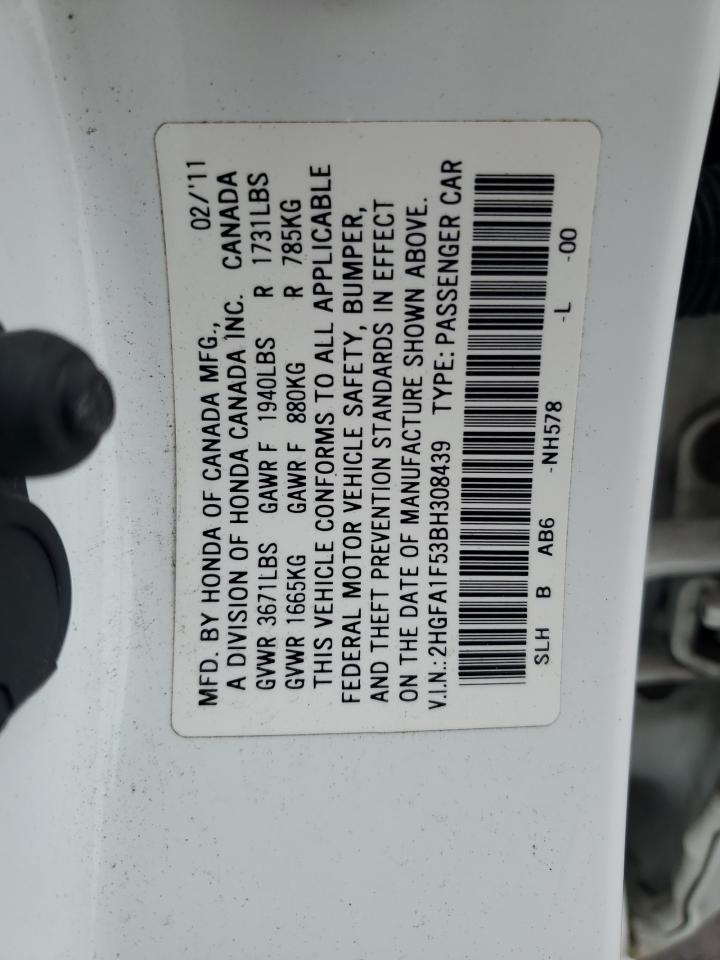 MFD. BY HONDA OF CANADA MFG., 02/'11
A DIVISION OF HONDA CANADA INC. CANADA
GVWR 3671LBS GAWR F 1940LBS R 1731LBS
GVWR 1665KG GAWR F 880KG R 785KG
THIS VEHICLE CONFORMS TO ALL APPLICABLE
FEDERAL MOTOR VEHICLE SAFETY, BUMPER,
AND THEFT PREVENTION STANDARDS IN EFFECT
ON THE DATE OF MANUFACTURE SHOWN ABOVE.
V.I.N.:2HGFA1F53BH308439 TYPE: PASSENGER CAR
SLH B AB6 -NH578 -L -00